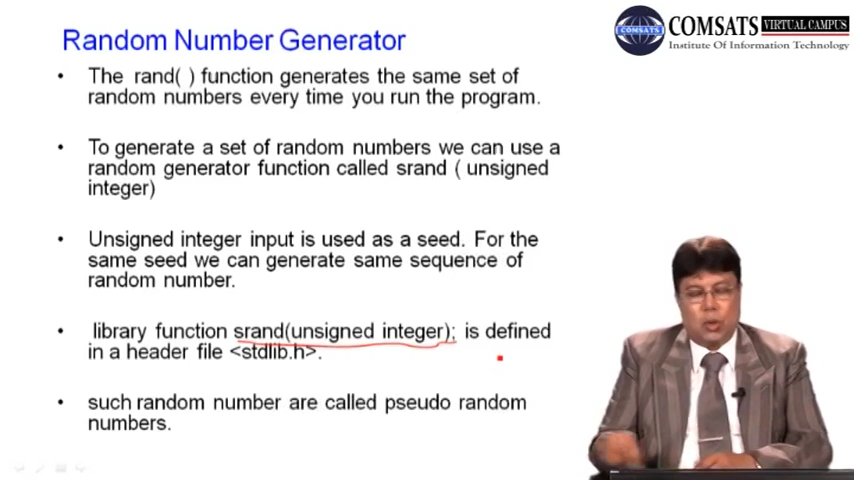 Random Number Generator
COMSATS VIRTUAL CAMPUS
COMSATS Institute Of Information Technology
• The rand( ) function generates the same set of
random numbers every time you run the program.
• To generate a set of random numbers we can use a
random generator function called srand ( unsigned
integer)
• Unsigned integer input is used as a seed. For the
same seed we can generate same sequence of
random number.
• library function srand(unsigned integer); is defined
in a header file <stdlib.h>.
• such random number are called pseudo random
numbers.